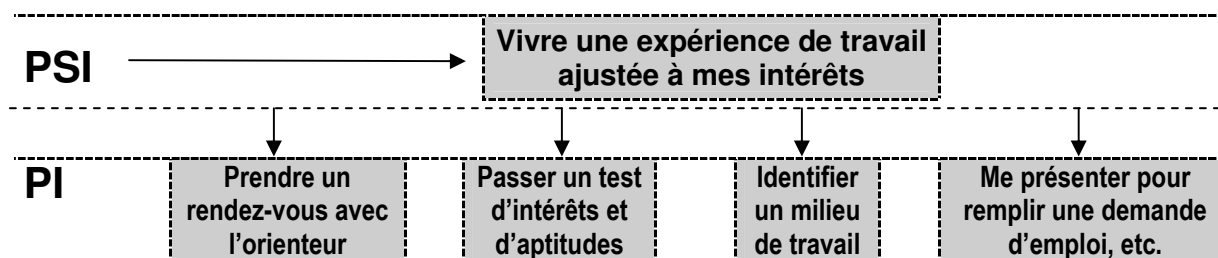 PSI
Vivre une expérience de travail
ajustée à mes intérêts
PI
Prendre un
rendez-vous avec
l'orienteur
Passer un test
d'intérêts et
d'aptitudes
Identifier
un milieu
de travail
Me présenter pour
remplir une demande
d'emploi, etc.